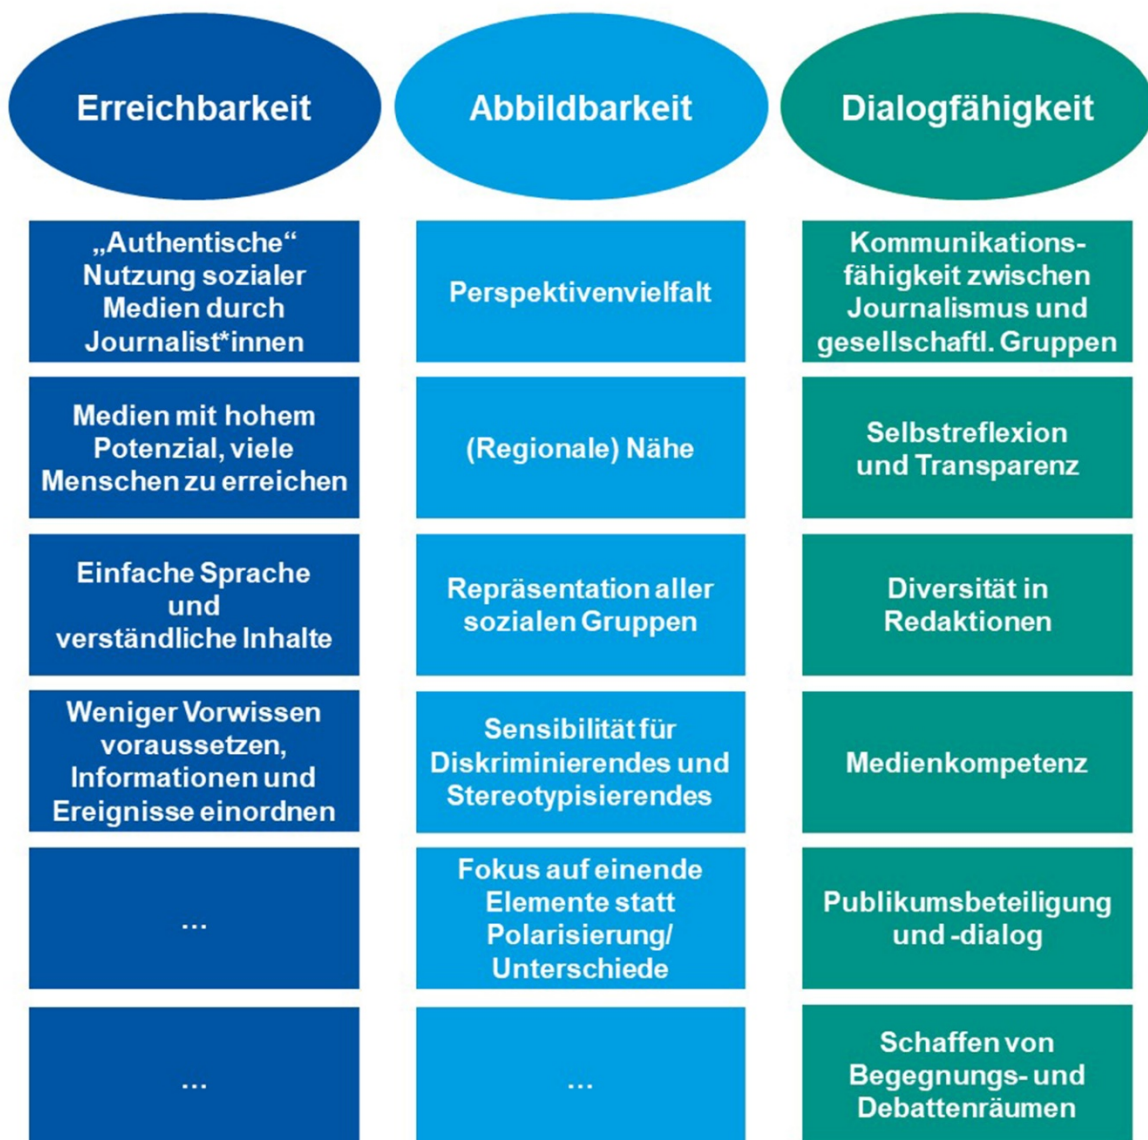 Erreichbarkeit
„Authentische“
Nutzung sozialer
Medien durch
Journalist*innen
Medien mit hohem
Potenzial, viele
Menschen zu erreichen
Einfache Sprache
und
verständliche Inhalte
Weniger Vorwissen
voraussetzen,
Informationen und
Ereignisse einordnen
...
...
Abbildbarkeit
Perspektivenvielfalt
(Regionale) Nähe
Repräsentation aller
sozialen Gruppen
Sensibilität für
Diskriminierendes und
Stereotypisierendes
Fokus auf einende
Elemente statt
Polarisierung/
Unterschiede
...
Dialogfähigkeit
Kommunikations-
fähigkeit zwischen
Journalismus und
gesellschaftl. Gruppen
Selbstreflexion
und Transparenz
Diversität in
Redaktionen
Medienkompetenz
Publikumsbeteiligung
und -dialog
Schaffen von
Begegnungs- und
Debattenräumen